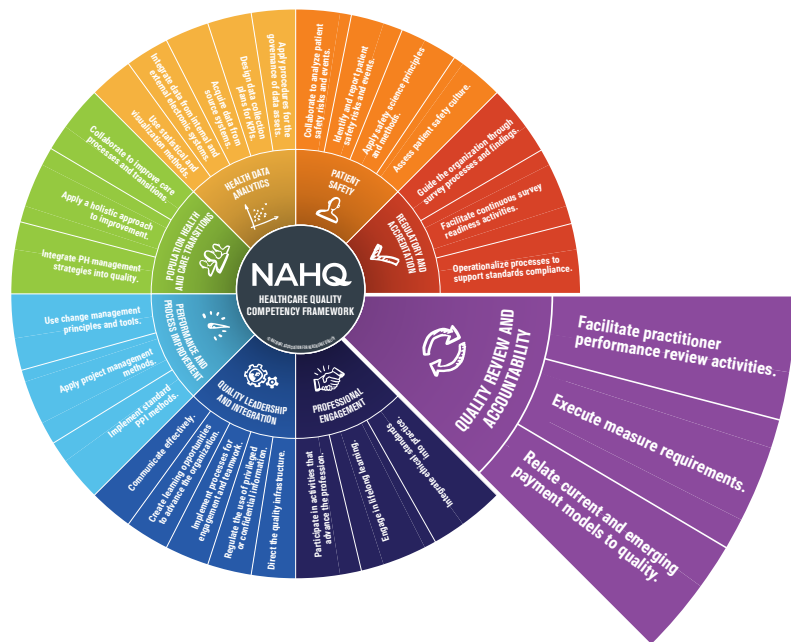 NAHQ
HEALTHCARE QUALITY
COMPETENCY FRAMEWORK
PATIENT
SAFETY
Collaborate to analyze patient
safety risks and events.
Identify and report patient
safety risks and events.
Apply safety science principles
and methods.
Assess patient safety culture.
REGULATORY AND
ACCREDITATION
Guide the organization through
survey processes and findings.
Facilitate continuous survey
readiness activities.
Operationalize processes to
support standards compliance.
QUALITY REVIEW AND
ACCOUNTABILITY
Facilitate practitioner
performance review activities.
Execute measure requirements.
Relate current and emerging
payment models to quality.
PROFESSIONAL
ENGAGEMENT
Integrate ethical standards
into practice.
Engage in lifelong learning.
Participate in activities that
advance the profession.
QUALITY LEADERSHIP
AND INTEGRATION
Direct the quality infrastructure.
Regulate the use of privileged
or confidential information.
Implement processes for
engagement and teamwork.
Create learning opportunities
to advance the organization.
Communicate effectively.
PERFORMANCE AND
PROCESS IMPROVEMENT
Implement standard
PPI methods.
Apply project management
methods.
Use change management
principles and tools.
POPULATION HEALTH
AND CARE TRANSITIONS
Integrate PH management
strategies into quality.
Apply a holistic approach
to improvement.
Collaborate to improve care
processes and transitions.
HEALTH DATA
ANALYTICS
Use statistical and
visualization methods.
Integrate data from internal and
external electronic systems.
Acquire data from
source systems.
Design data collection
plans for KPIs.
Apply procedures for the
governance of data assets.